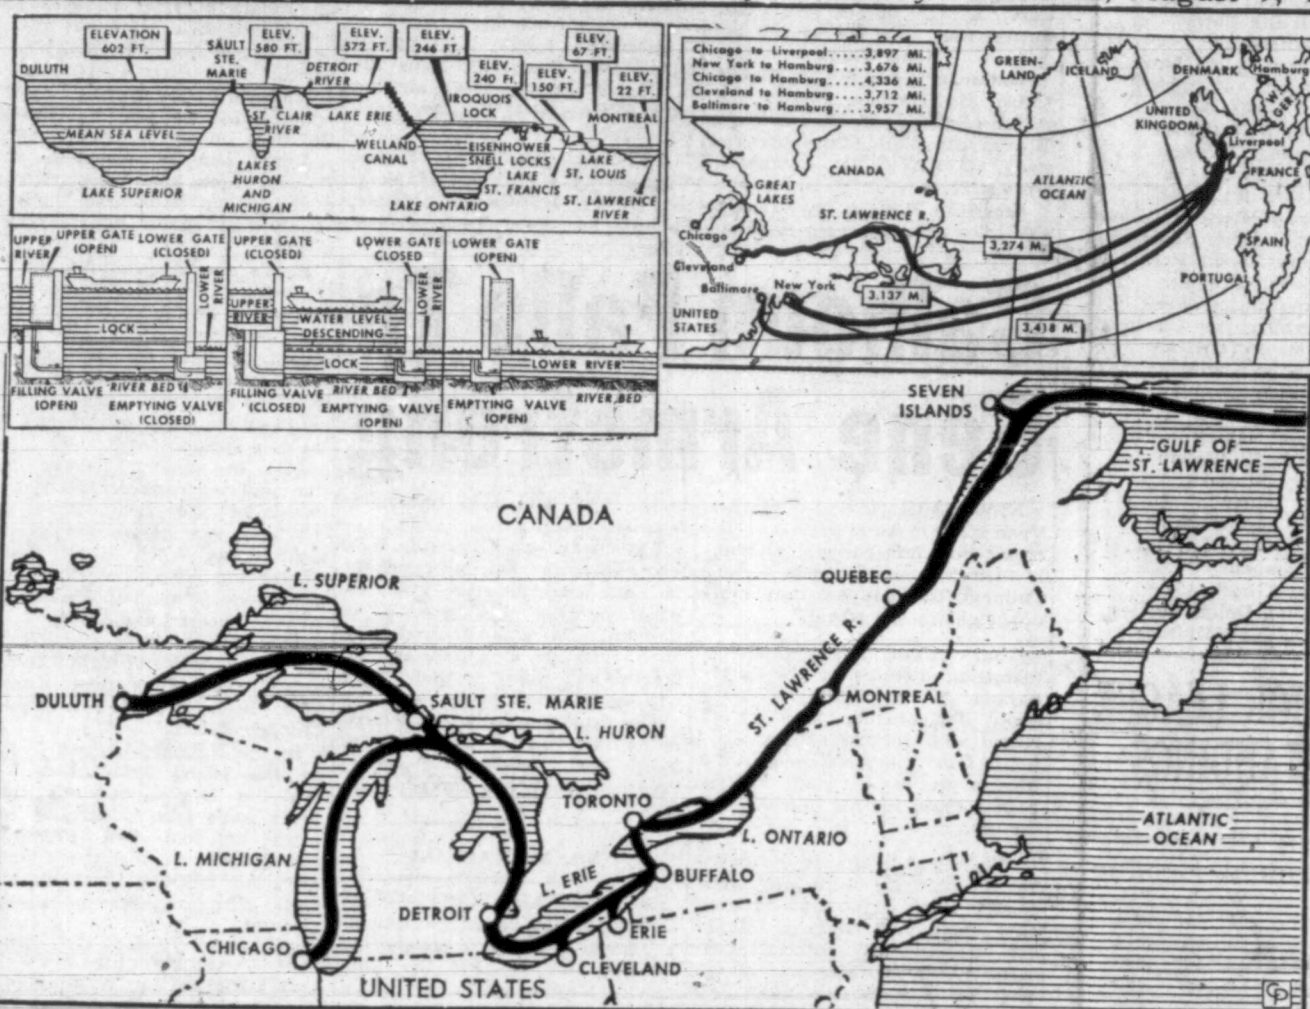 ELEVATION
602 FT.
ELEV.
580 FT.
ELEV.
572 FT.
ELEV.
246 FT.
ELEV.
240 Ft.
ELEV.
150 FT.
ELEV.
67 FT
ELEV.
22 FT.
DULUTH
SAULT
STE.
MARIE
DETROIT
RIVER
MEAN SEA LEVEL
LAKE SUPERIOR
ST. CLAIR
RIVER
LAKES
HURON
AND
MICHIGAN
LAKE ERIE
WELLAND
CANAL
LAKE ONTARIO
IROQUOIS
LOCK
EISENHOWER
SNELL LOCKS
LAKE
ST. FRANCIS
MONTREAL
LAKE
ST. LOUIS
ST. LAWRENCE
RIVER
UPPER
RIVER
UPPER GATE
(OPEN)
LOWER GATE
(CLOSED)
LOWER
RIVER
LOCK
FILLING VALVE
(OPEN)
RIVER BED
EMPTYING VALVE
(CLOSED)
UPPER GATE
(CLOSED)
LOWER GATE
CLOSED
UPPER
RIVER
WATER LEVEL
DESCENDING
LOWER
RIVER
LOCK
FILLING VALVE
(CLOSED)
RIVER BED
EMPTYING VALVE
(OPEN)
LOWER GATE
(OPEN)
LOWER RIVER
EMPTYING VALVE
(OPEN)
RIVER BED
Chicago to Liverpool....3,897 Mi.
New York to Hamburg....3,676 Mi.
Chicago to Hamburg....4,336 Mi.
Cleveland to Hamburg....3,712 Mi.
Baltimore to Hamburg....3,957 Mi.
GREEN-
LAND
ICELAND
DENMARK
Hamburg
W.
GER.
UNITED
KINGDOM
Liverpool
FRANCE
CANADA
ATLANTIC
OCEAN
GREAT
LAKES
ST. LAWRENCE R.
Chicago
Cleveland
Baltimore
New York
UNITED
STATES
3,274 M.
3,137 M.
3,418 M.
SPAIN
PORTUGAL
SEVEN
ISLANDS
GULF OF
ST. LAWRENCE
CANADA
L. SUPERIOR
QUEBEC
ST. LAWRENCE R.
DULUTH
SAULT STE. MARIE
MONTREAL
L. HURON
TORONTO
L. ONTARIO
ATLANTIC
OCEAN
L. MICHIGAN
L. ERIE
BUFFALO
DETROIT
ERIE
CHICAGO
CLEVELAND
UNITED STATES
CP